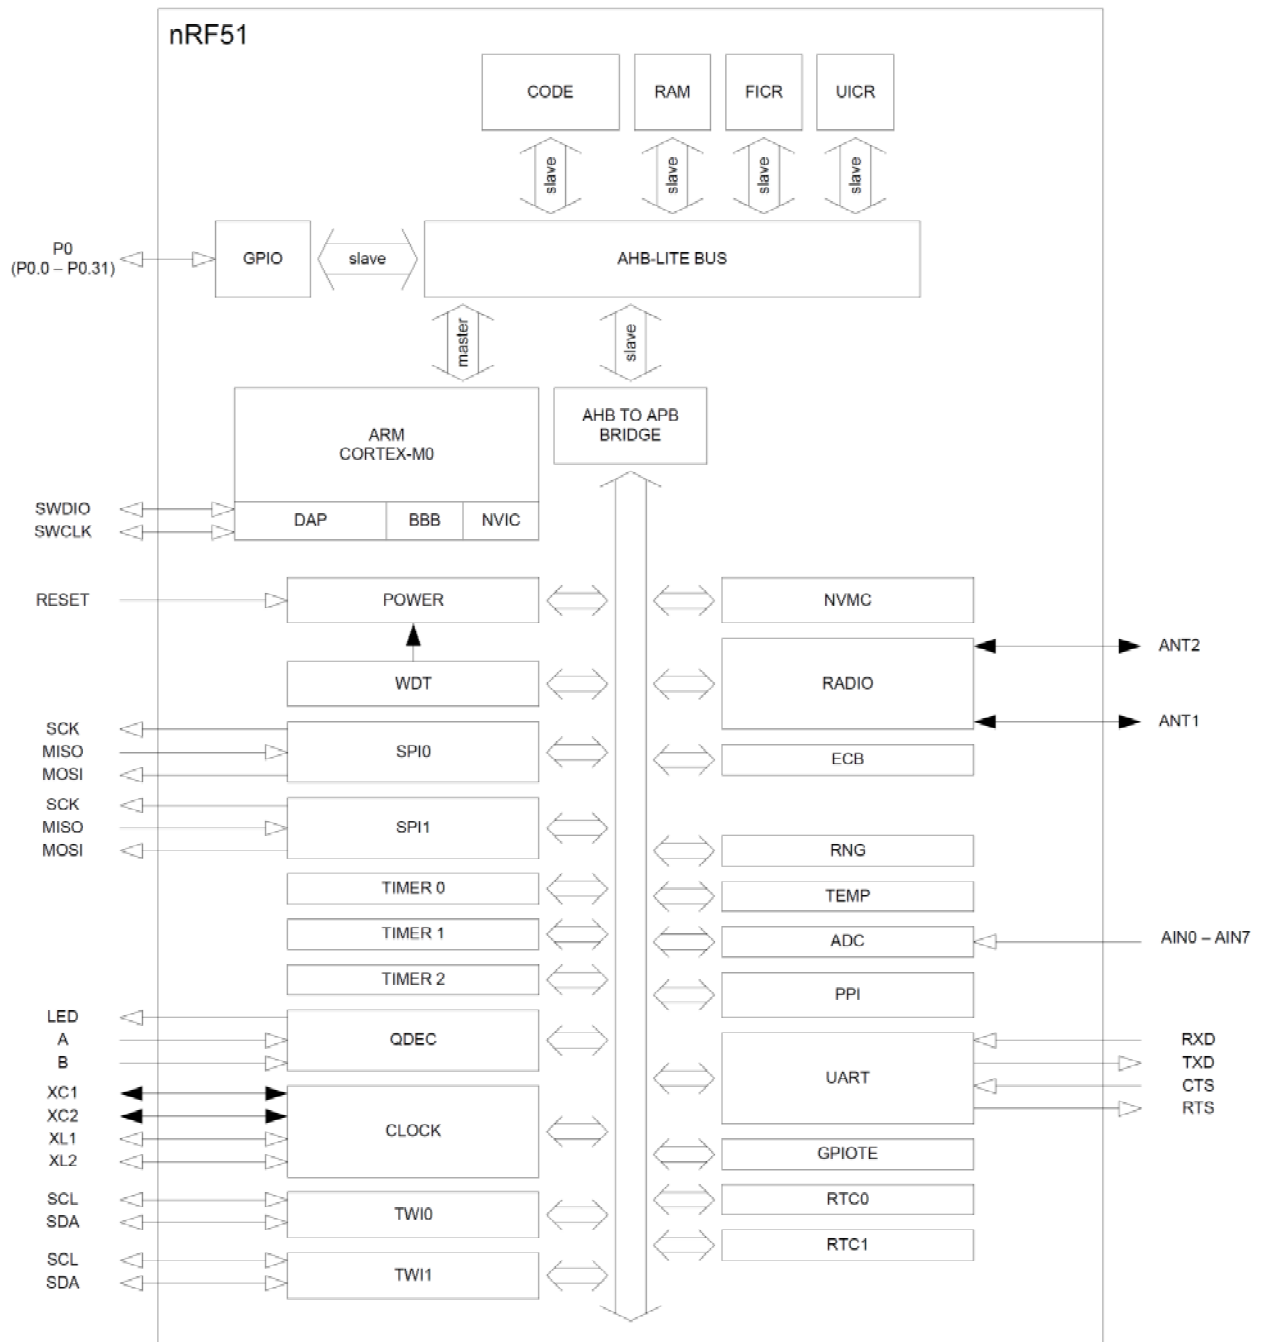 nRF51
CODE
RAM
FICR
UICR
slave
slave
slave
slave
P0
(P0.0 – P0.31)
GPIO
slave
AHB-LITE BUS
master
slave
ARM
CORTEX-M0
AHB TO APB
BRIDGE
SWDIO
SWCLK
DAP
BBB
NVIC
RESET
POWER
NVMC
WDT
RADIO
ANT2
ANT1
SCK
MISO
MOSI
SPI0
ECB
SCK
MISO
MOSI
SPI1
RNG
TIMER 0
TEMP
TIMER 1
ADC
AIN0 – AIN7
TIMER 2
PPI
LED
A
B
QDEC
UART
RXD
TXD
CTS
RTS
XC1
XC2
XL1
XL2
CLOCK
GPIOTE
SCL
SDA
TWI0
RTC0
RTC1
SCL
SDA
TWI1